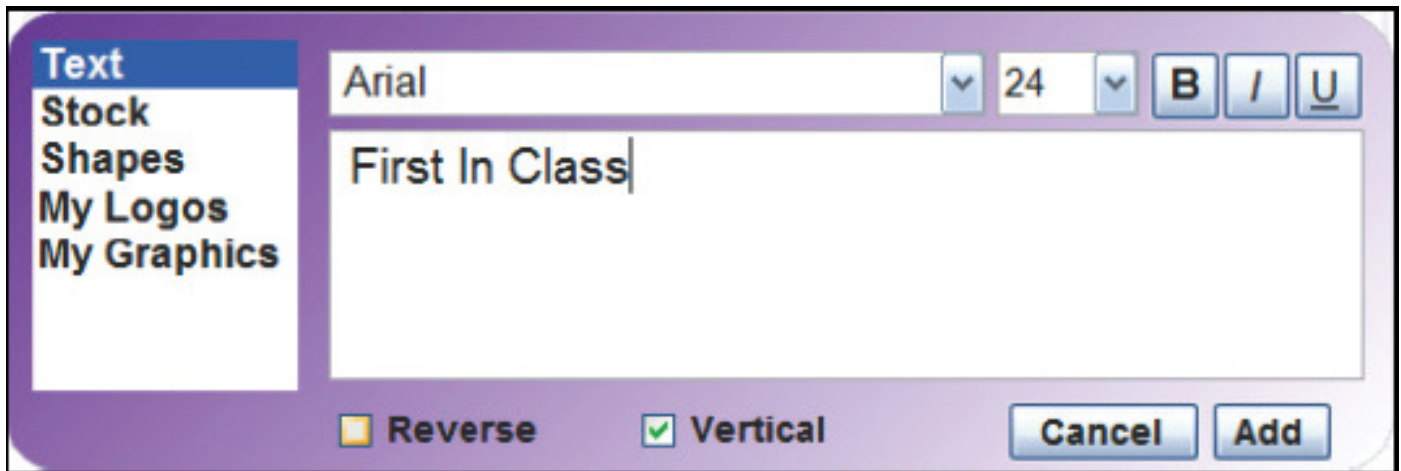 Text
Stock
Shapes
My Logos
My Graphics
Arial 24 B I U
First In Class
Reverse Vertical Cancel Add